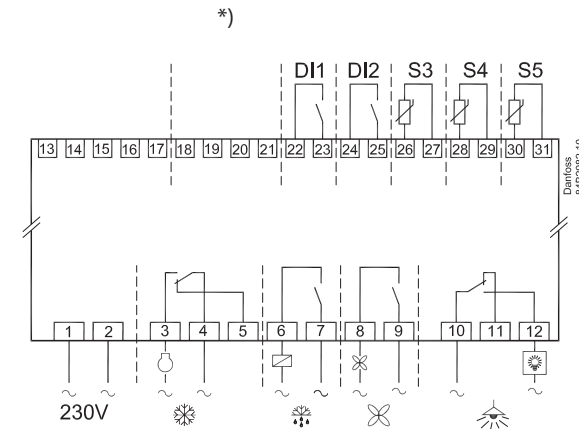 *)
DI1 DI2 S3 S4 S5
13 14 15 16 17 18 19 20 21 22 23 24 25 26 27 28 29 30 31
Danfoss
84B2982.10
1 2 3 4 5 6 7 8 9 10 11 12
230V